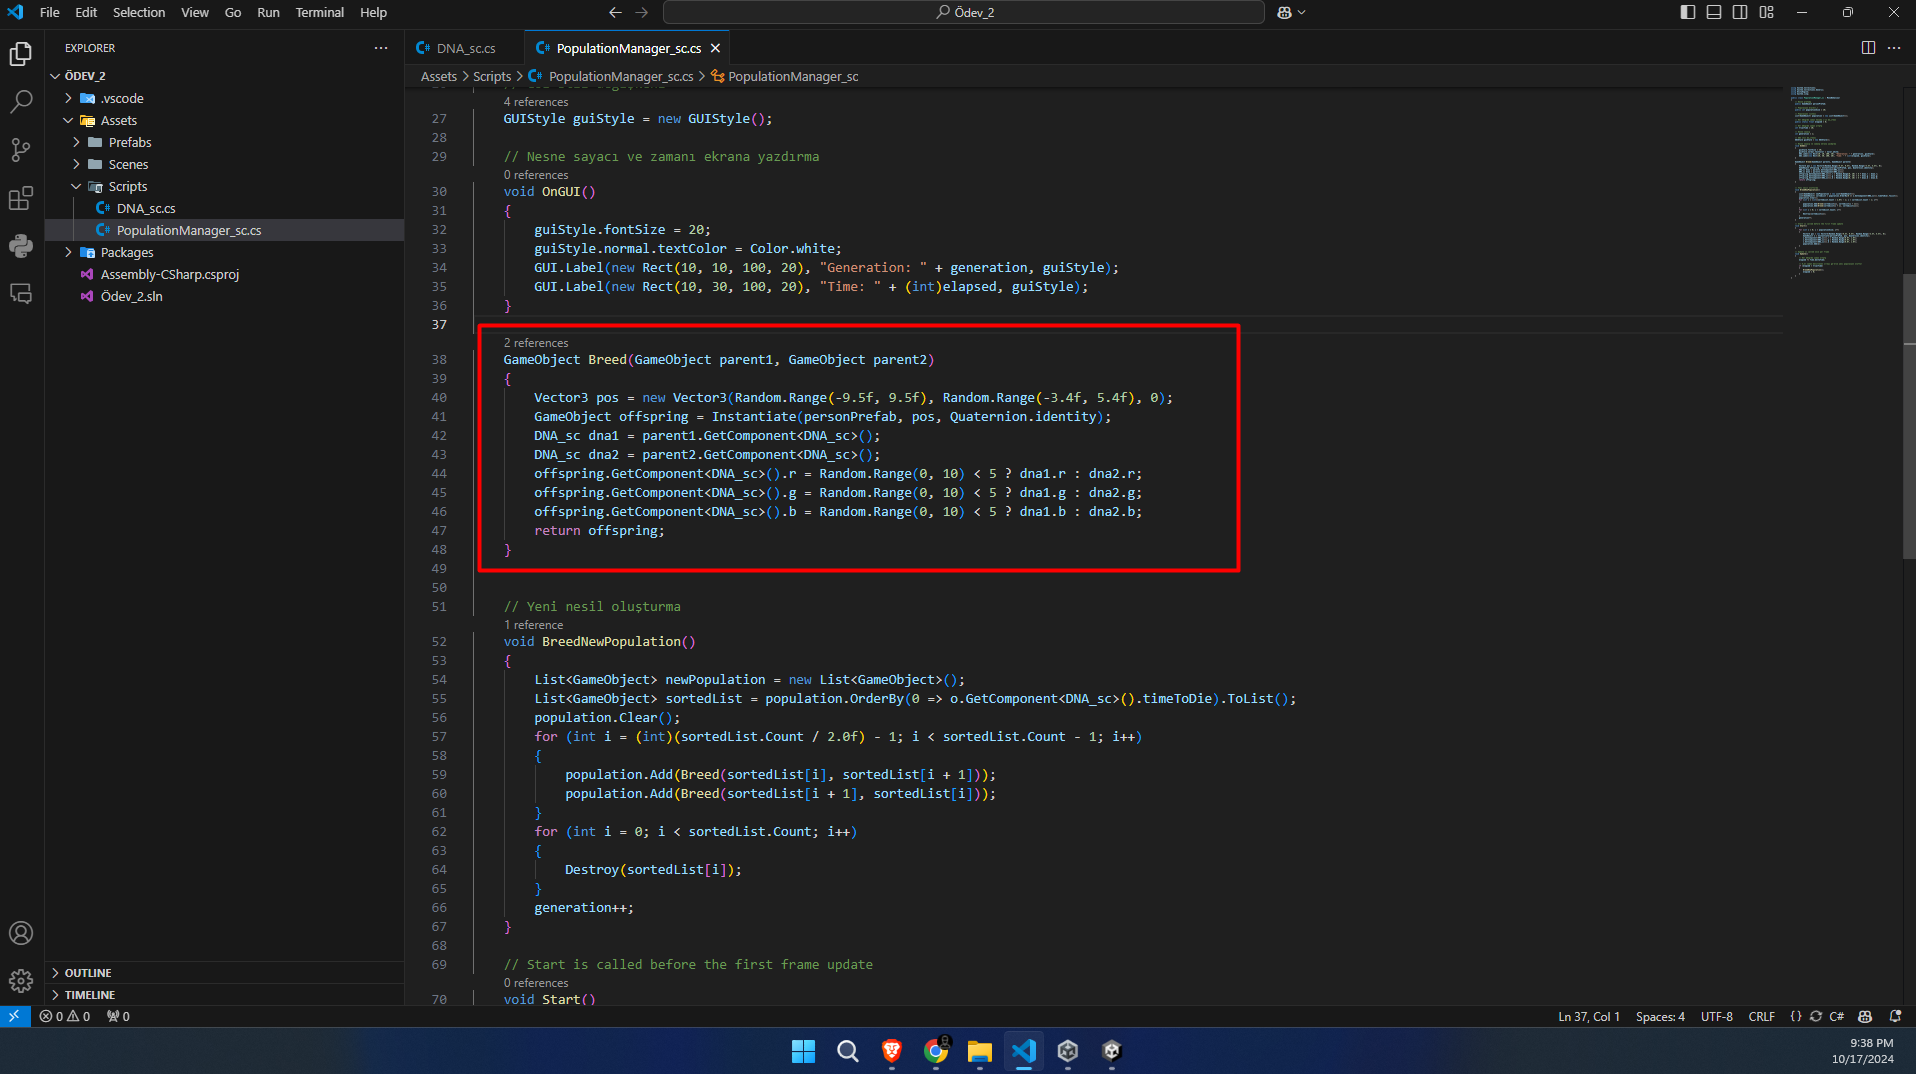 File Edit Selection View Go Run Terminal Help
Ödev_2
EXPLORER
ÖDEV_2
.vscode
Assets
Prefabs
Scenes
Scripts
DNA_sc.cs
PopulationManager_sc.cs
Packages
Assembly-CSharp.csproj
Ödev_2.sln
OUTLINE
TIMELINE
DNA_sc.cs
PopulationManager_sc.cs
Assets > Scripts > PopulationManager_sc.cs > PopulationManager_sc
4 references
27 GUIStyle guiStyle = new GUIStyle();
28
29 // Nesne sayacı ve zamanı ekrana yazdırma
0 references
30 void OnGUI()
31 {
32 guiStyle.fontSize = 20;
33 guiStyle.normal.textColor = Color.white;
34 GUI.Label(new Rect(10, 10, 100, 20), "Generation: " + generation, guiStyle);
35 GUI.Label(new Rect(10, 30, 100, 20), "Time: " + (int)elapsed, guiStyle);
36 }
37
2 references
38 GameObject Breed(GameObject parent1, GameObject parent2)
39 {
40 Vector3 pos = new Vector3(Random.Range(-9.5f, 9.5f), Random.Range(-3.4f, 5.4f), 0);
41 GameObject offspring = Instantiate(personPrefab, pos, Quaternion.identity);
42 DNA_sc dna1 = parent1.GetComponent<DNA_sc>();
43 DNA_sc dna2 = parent2.GetComponent<DNA_sc>();
44 offspring.GetComponent<DNA_sc>().r = Random.Range(0, 10) < 5 ? dna1.r : dna2.r;
45 offspring.GetComponent<DNA_sc>().g = Random.Range(0, 10) < 5 ? dna1.g : dna2.g;
46 offspring.GetComponent<DNA_sc>().b = Random.Range(0, 10) < 5 ? dna1.b : dna2.b;
47 return offspring;
48 }
49
50
51 // Yeni nesil oluşturma
1 reference
52 void BreedNewPopulation()
53 {
54 List<GameObject> newPopulation = new List<GameObject>();
55 List<GameObject> sortedList = population.OrderBy(0 => o.GetComponent<DNA_sc>().timeToDie).ToList();
56 population.Clear();
57 for (int i = (int)(sortedList.Count / 2.0f) - 1; i < sortedList.Count - 1; i++)
58 {
59 population.Add(Breed(sortedList[i], sortedList[i + 1]));
60 population.Add(Breed(sortedList[i + 1], sortedList[i]));
61 }
62 for (int i = 0; i < sortedList.Count; i++)
63 {
64 Destroy(sortedList[i]);
65 }
66 generation++;
67 }
68
69 // Start is called before the first frame update
0 references
70 void Start()
0 0 0
Ln 37, Col 1 Spaces: 4 UTF-8 CRLF {} C#
9:38 PM
10/17/2024